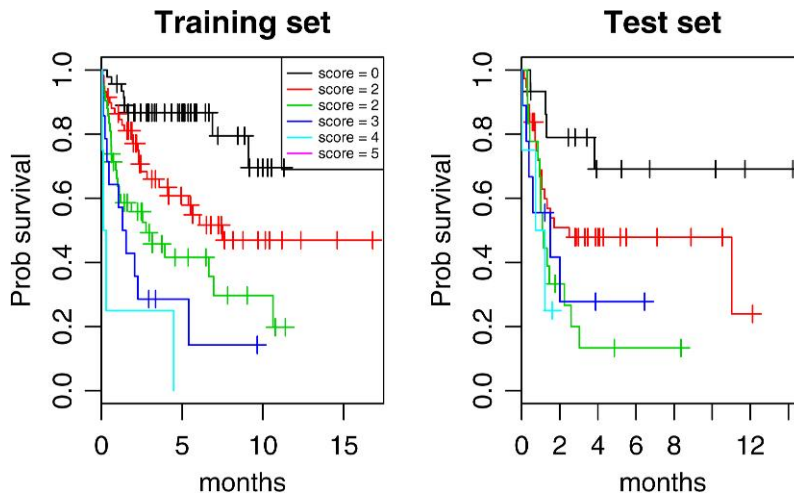 Training set
Prob survival
1.0
0.8
0.6
0.4
0.2
0.0
score = 0
score = 2
score = 2
score = 3
score = 4
score = 5
0 5 10 15
months
Test set
Prob survival
1.0
0.8
0.6
0.4
0.2
0.0
0 2 4 6 8 12
months